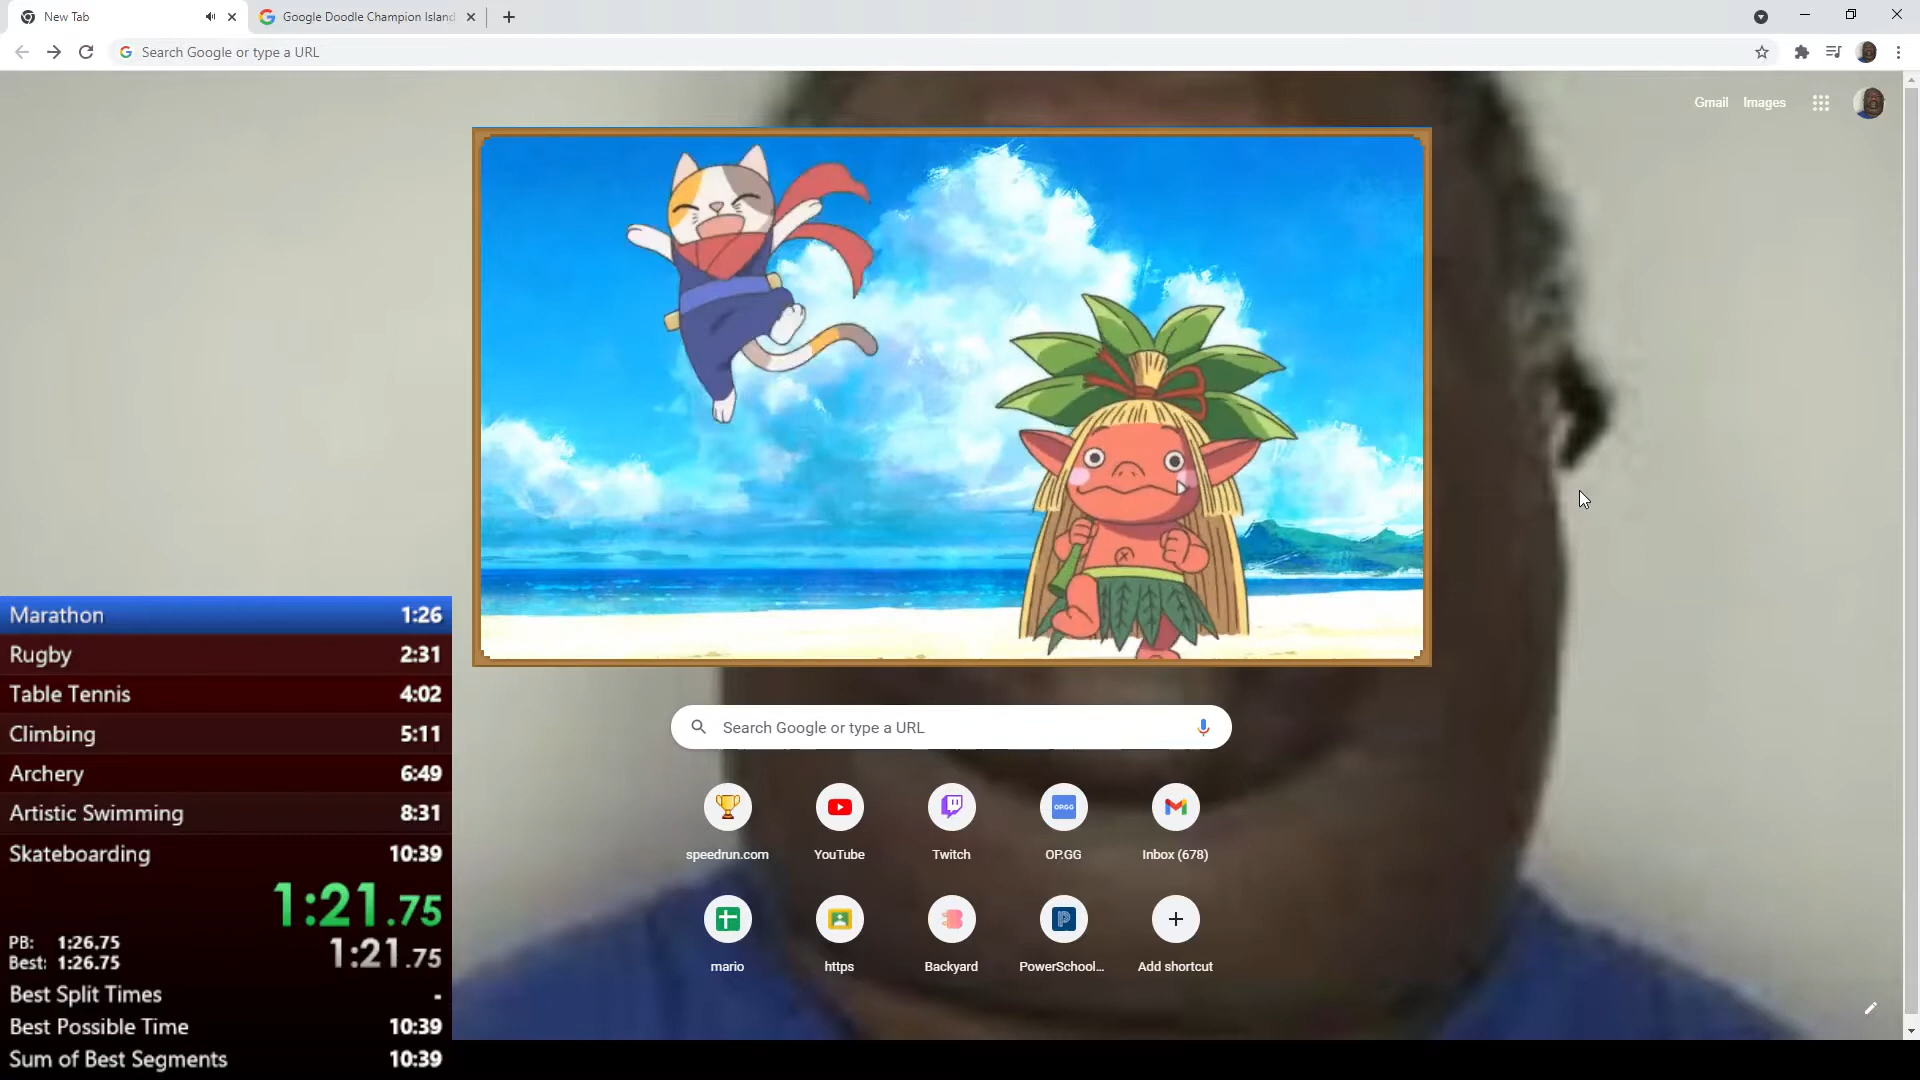 New Tab
Google Doodle Champion Island
Search Google or type a URL
Gmail Images
Search Google or type a URL
speedrun.com YouTube Twitch OP.GG Inbox (678)
mario https Backyard PowerSchool... Add shortcut
Marathon 1:26
Rugby 2:31
Table Tennis 4:02
Climbing 5:11
Archery 6:49
Artistic Swimming 8:31
Skateboarding 10:39
1:21.75
PB: 1:26.75
Best: 1:26.75
1:21.75
Best Split Times -
Best Possible Time 10:39
Sum of Best Segments 10:39